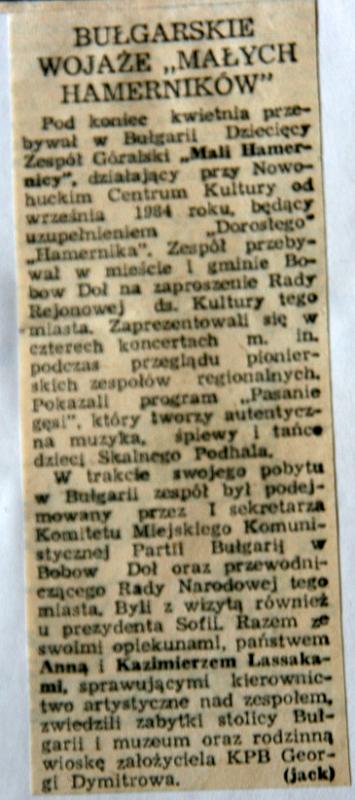 BUŁGARSKIE
WOJAŻE „MAŁYCH
HAMERNIKÓW”
Pod koniec kwietnia prze-
bywał w Bułgarii Dziecięcy
Zespół Góralski „Mali Hamer-
nicy”, działający przy Nowo-
huckim Centrum Kultury od
września 1984 roku, będący
uzupełnieniem „Dorosłego”
„Hamernika”. Zespół przeby-
wał w mieście i gminie Bo-
bow Doł na zaproszenie Rady
Rejonowej ds. Kultury tego
miasta. Zaprezentowali się w
czterech koncertach m. in.
podczas przeglądu pionier-
skich zespołów regionalnych.
Pokazali program „Pasanie
gęsi”, który tworzy autentycz-
na muzyka, śpiewy i tańce
dzieci Skalnego Podhala.
W trakcie swojego pobytu
w Bułgarii zespół był podej-
mowany przez I sekretarza
Komitetu Miejskiego Komuni-
stycznej Partii Bułgarii w
Bobow Doł oraz przewodni-
czącego Rady Narodowej tego
miasta. Byli z wizytą również
u prezydenta Sofii. Razem ze
swoimi opiekunami, państwem
Anną i Kazimierzem Lassaka-
mi, sprawującymi kierownic-
two artystyczne nad zespołem,
zwiedzili zabytki stolicy Buł-
garii i muzeum oraz rodzinną
wioskę założyciela KPB Geor-
gi Dymitrowa. (jack)